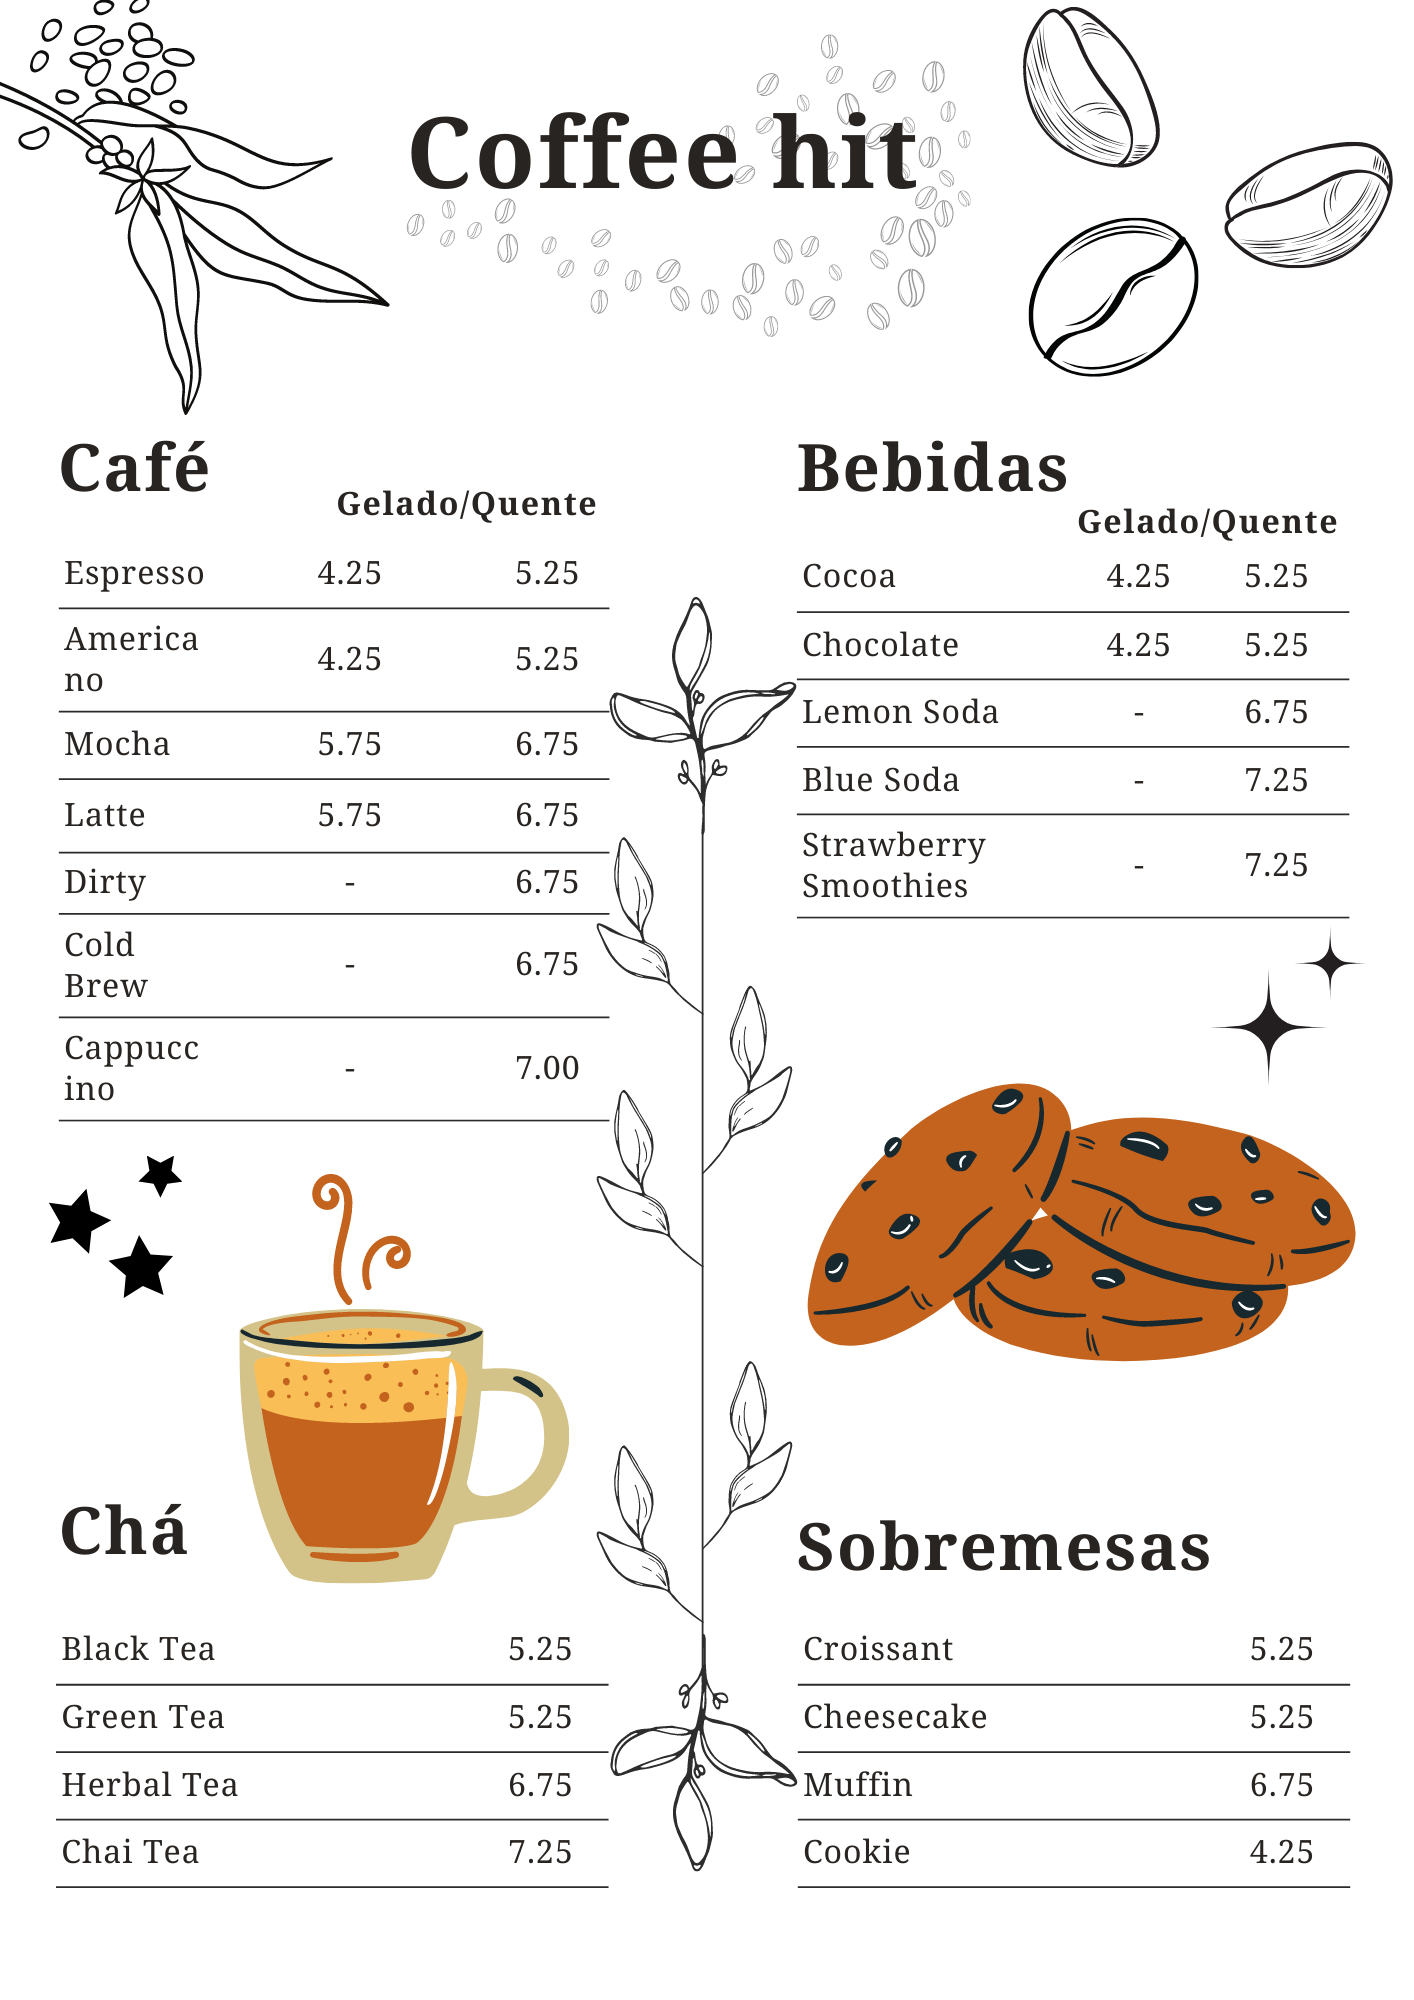 Coffee hit
Café
Gelado/Quente
Espresso 4.25 5.25
America
no 4.25 5.25
Mocha 5.75 6.75
Latte 5.75 6.75
Dirty - 6.75
Cold
Brew - 6.75
Cappucc
ino - 7.00
Bebidas
Gelado/Quente
Cocoa 4.25 5.25
Chocolate 4.25 5.25
Lemon Soda - 6.75
Blue Soda - 7.25
Strawberry
Smoothies - 7.25
Chá
Black Tea 5.25
Green Tea 5.25
Herbal Tea 6.75
Chai Tea 7.25
Sobremesas
Croissant 5.25
Cheesecake 5.25
Muffin 6.75
Cookie 4.25